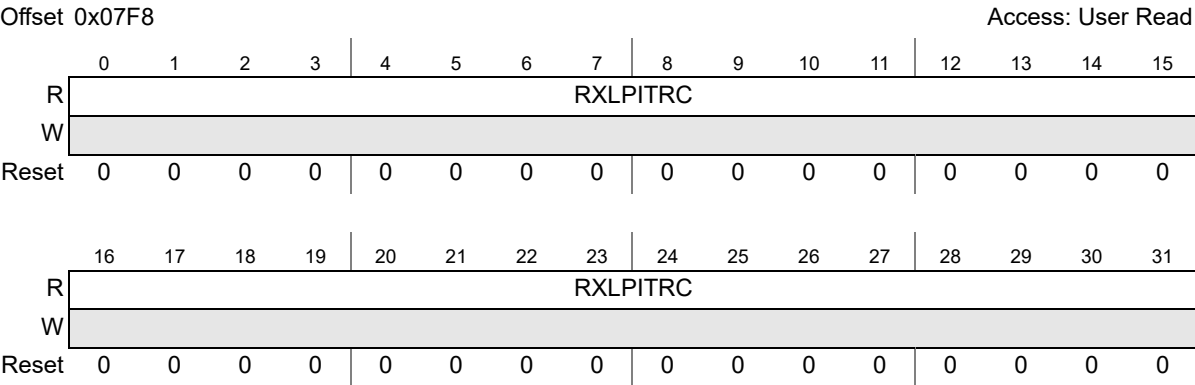 Offset 0x07F8 Access: User Read
0 1 2 3 4 5 6 7 8 9 10 11 12 13 14 15
R RXLPITRC
W
Reset 0 0 0 0 0 0 0 0 0 0 0 0 0 0 0 0
16 17 18 19 20 21 22 23 24 25 26 27 28 29 30 31
R RXLPITRC
W
Reset 0 0 0 0 0 0 0 0 0 0 0 0 0 0 0 0